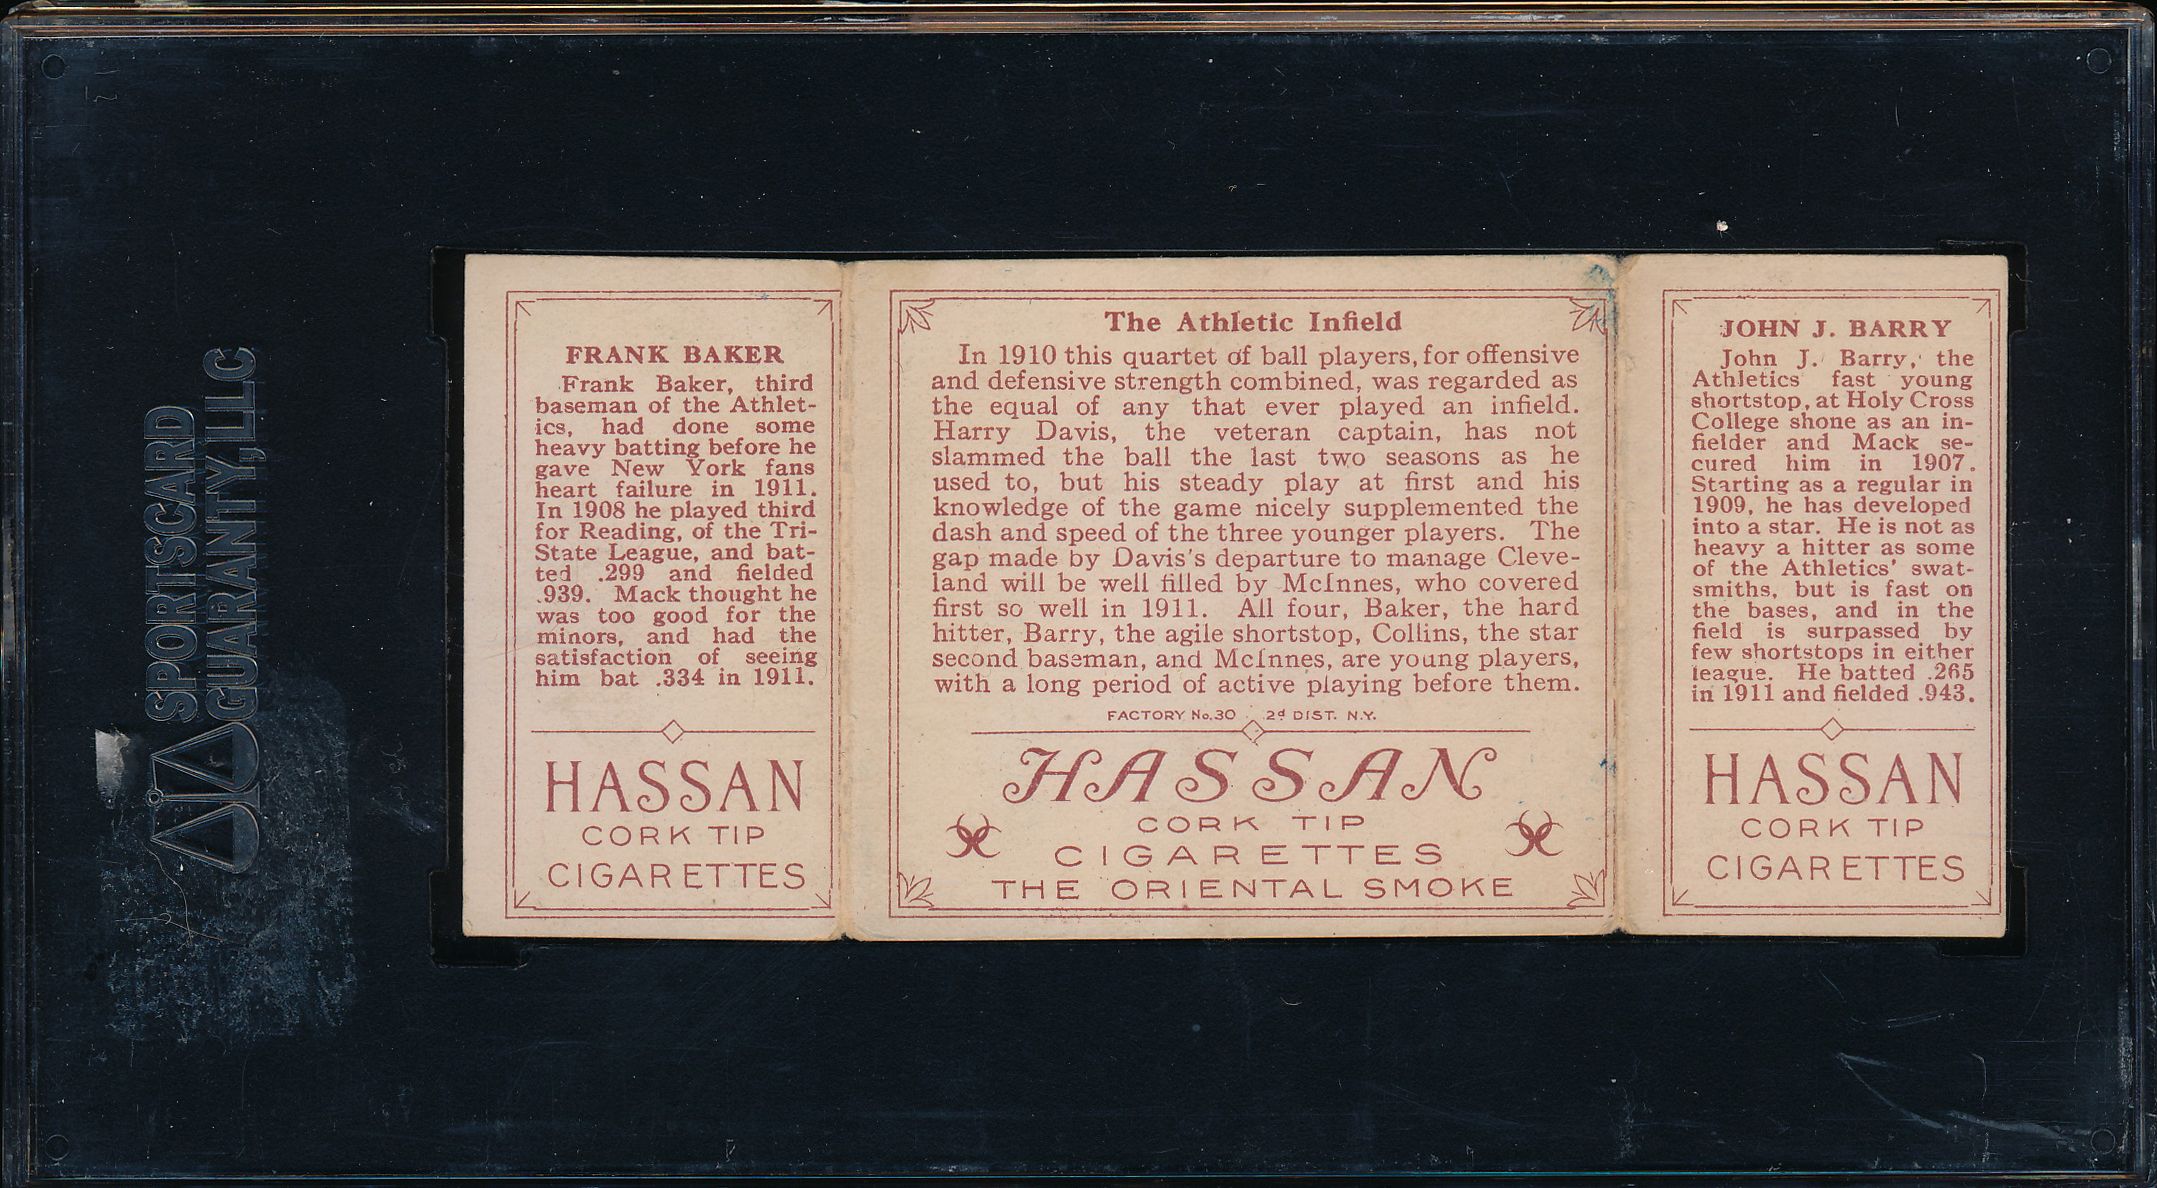 SPORTSCARD
GUARANTY, LLC
FRANK BAKER
Frank Baker, third
baseman of the Athlet-
ics, had done some
heavy batting before he
gave New York fans
heart failure in 1911.
In 1908 he played third
for Reading, of the Tri-
State League, and bat-
ted .299 and fielded
.939. Mack thought he
was too good for the
minors, and had the
satisfaction of seeing
him bat .334 in 1911.
HASSAN
CORK TIP
CIGARETTES
The Athletic Infield
In 1910 this quartet of ball players, for offensive
and defensive strength combined, was regarded as
the equal of any that ever played an infield.
Harry Davis, the veteran captain, has not
slammed the ball the last two seasons as he
used to, but his steady play at first and his
knowledge of the game nicely supplemented the
dash and speed of the three younger players. The
gap made by Davis's departure to manage Cleve-
land will be well filled by McInnes, who covered
first so well in 1911. All four, Baker, the hard
hitter, Barry, the agile shortstop, Collins, the star
second baseman, and McInnes, are young players,
with a long period of active playing before them.
FACTORY No. 30 2d DIST. N.Y.
HASSAN
CORK TIP
CIGARETTES
THE ORIENTAL SMOKE
JOHN J. BARRY
John J. Barry, the
Athletics fast young
shortstop, at Holy Cross
College shone as an in-
fielder and Mack se-
cured him in 1907.
Starting as a regular in
1909, he has developed
into a star. He is not as
heavy a hitter as some
of the Athletics' swat-
smiths, but is fast on
the bases, and in the
field is surpassed by
few shortstops in either
league. He batted .265
in 1911 and fielded .943.
HASSAN
CORK TIP
CIGARETTES